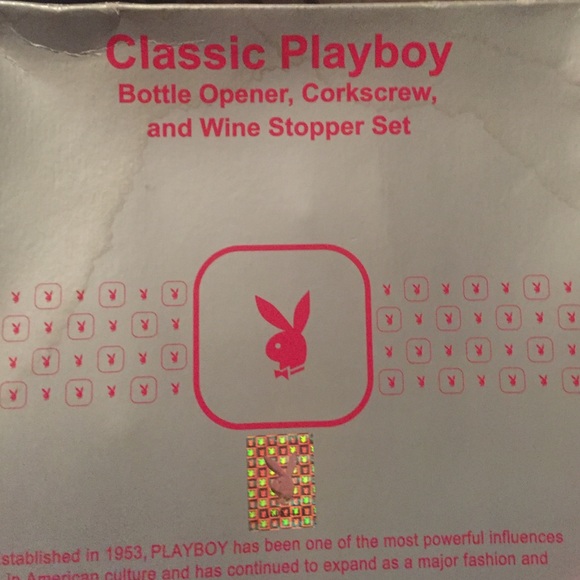 Classic Playboy
Bottle Opener, Corkscrew,
and Wine Stopper Set
stablished in 1953, PLAYBOY has been one of the most powerful influences
in American culture and has continued to expand as a major fashion and